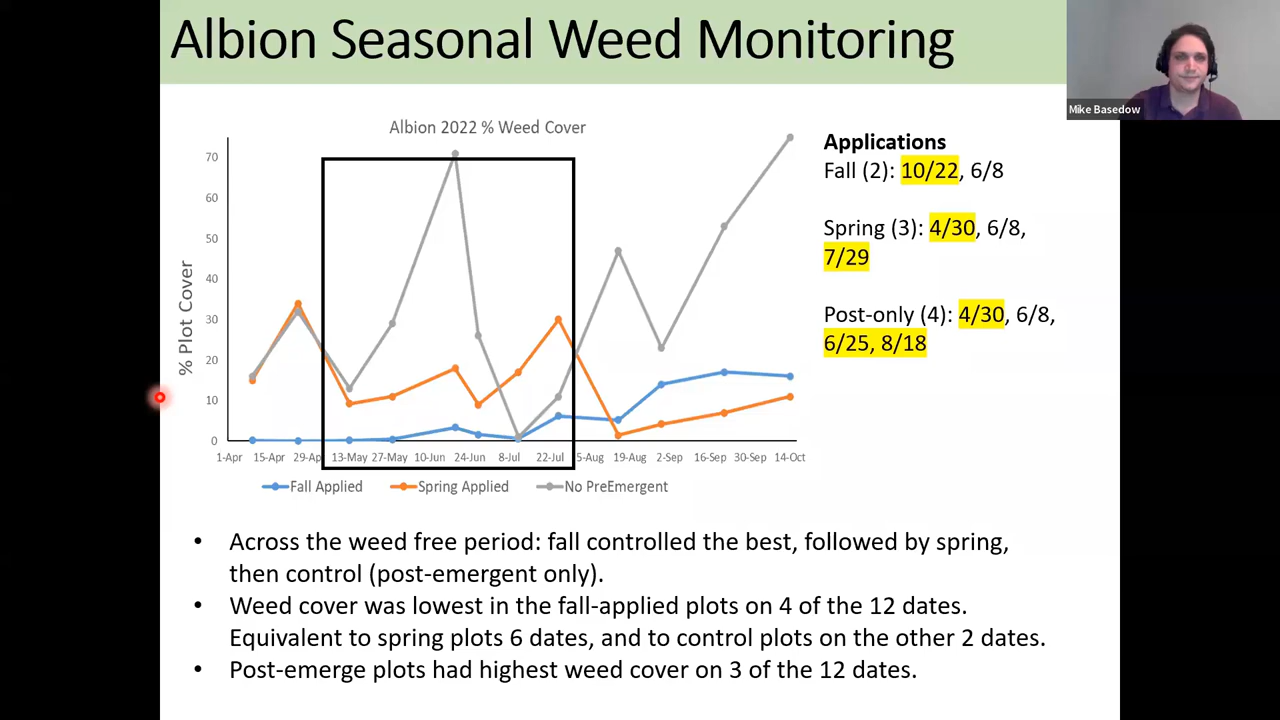 Albion Seasonal Weed Monitoring
Mike Basedow
Albion 2022 % Weed Cover
% Plot Cover
70
60
50
40
30
20
10
0
1-Apr 15-Apr 29-Ap 13-May 27-May 10-Jun 24-Jun 8-Jul 22-Jul 5-Aug 19-Aug 2-Sep 16-Sep 30-Sep 14-Oct
Fall Applied Spring Applied No PreEmergent
Applications
Fall (2): 10/22, 6/8
Spring (3): 4/30, 6/8,
7/29
Post-only (4): 4/30, 6/8,
6/25, 8/18
• Across the weed free period: fall controlled the best, followed by spring,
then control (post-emergent only).
• Weed cover was lowest in the fall-applied plots on 4 of the 12 dates.
Equivalent to spring plots 6 dates, and to control plots on the other 2 dates.
• Post-emerge plots had highest weed cover on 3 of the 12 dates.